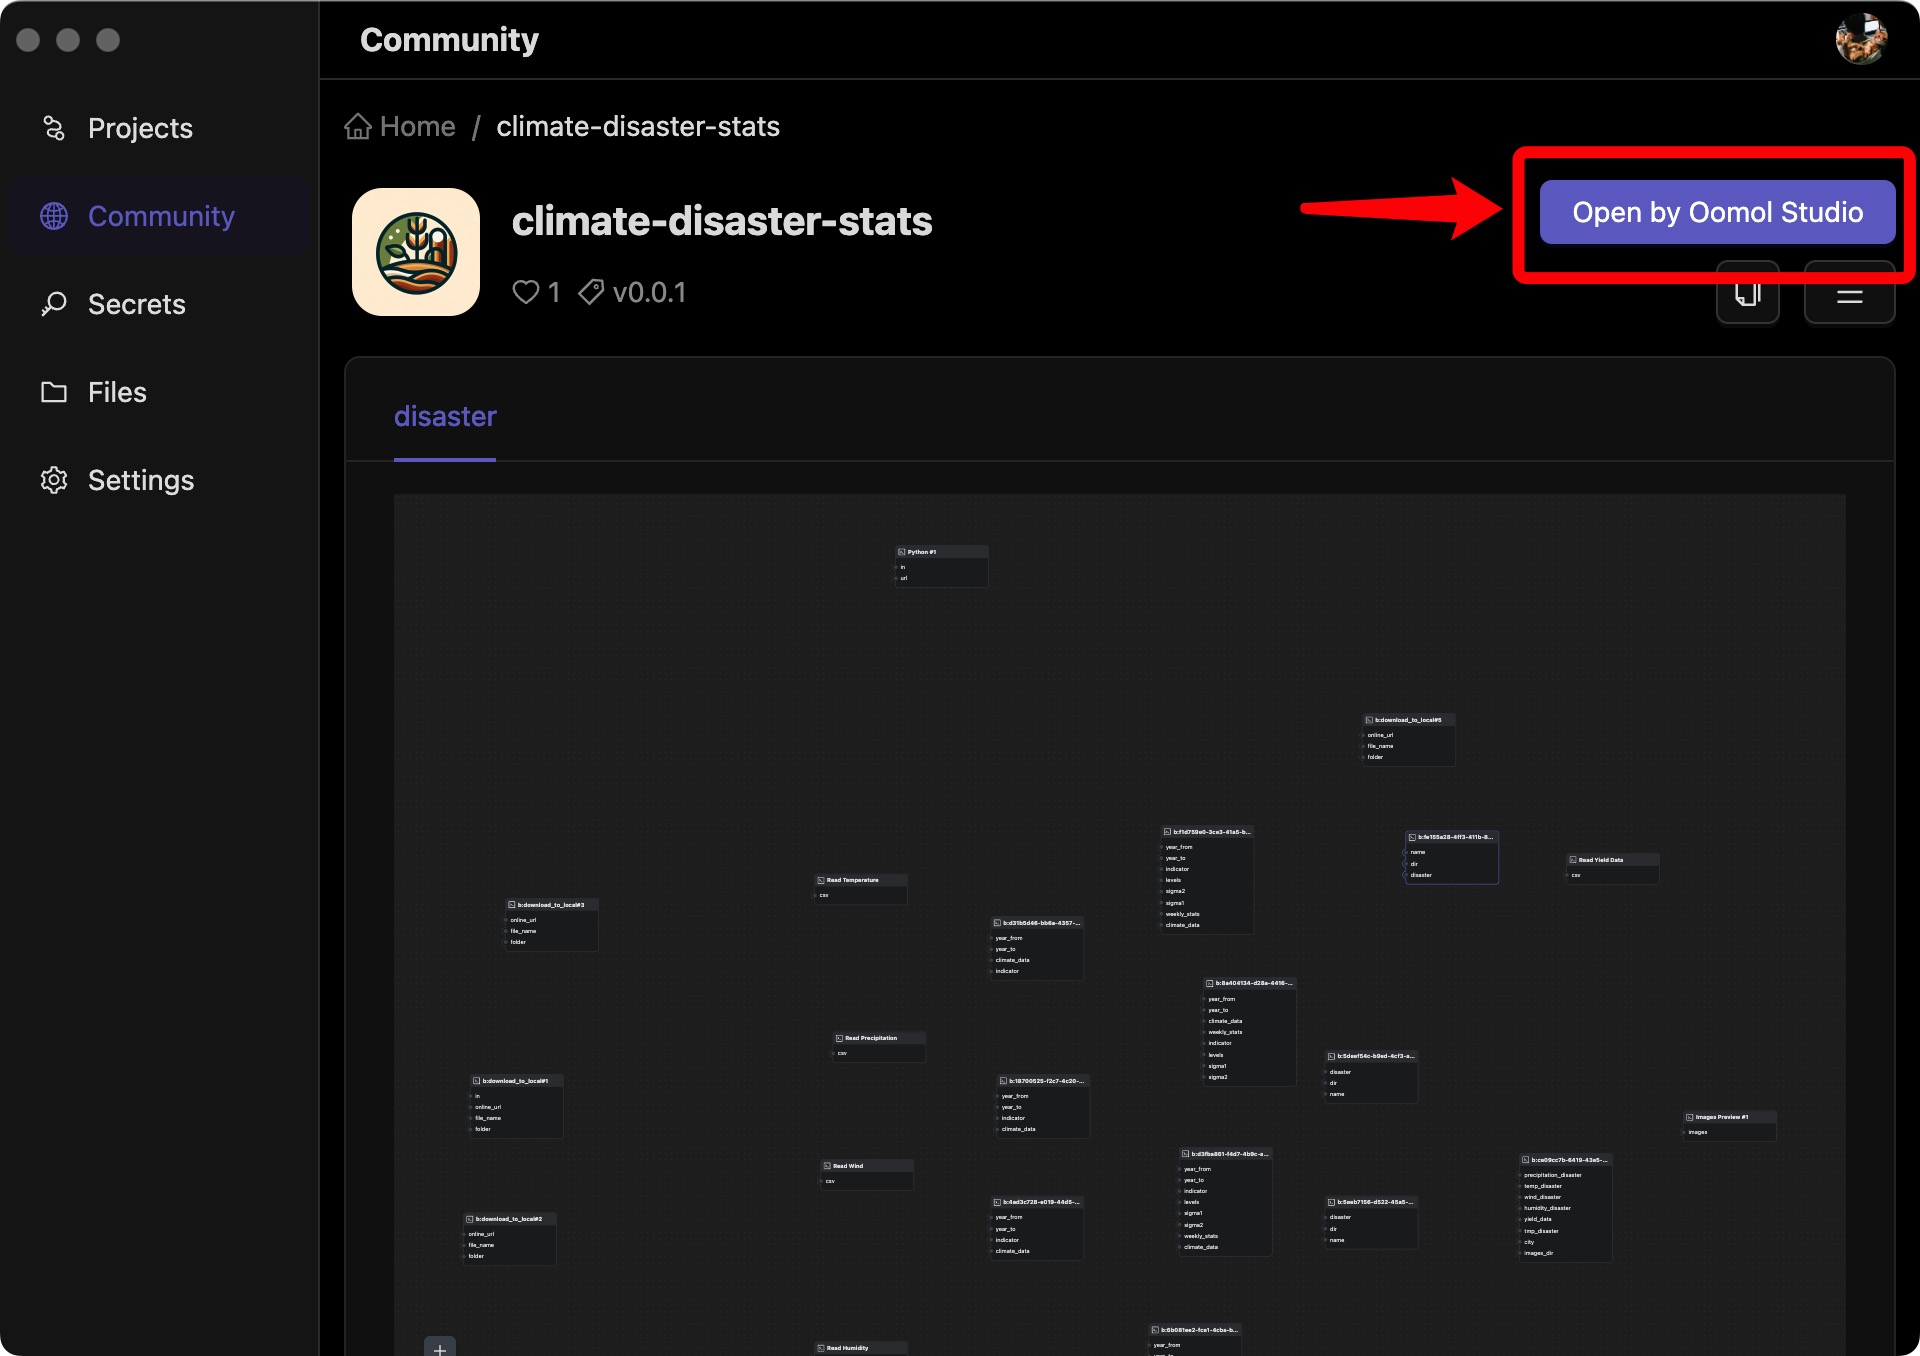 Community
Projects
Community
Secrets
Files
Settings
Home / climate-disaster-stats
climate-disaster-stats
1 v0.0.1
Open by Oomol Studio
disaster
Python #1
in
url
b:download_to_local#5
online_url
file_name
folder
b:f1d759e0-3ce3-41a5-b...
year_from
year_to
indicator
levels
sigma2
sigma1
weekly_stats
climate_data
b:fe155a28-4ff3-411b-8...
name
dir
disaster
Read Yield Data
csv
Read Temperature
csv
b:download_to_local#3
online_url
file_name
folder
b:d31b5d46-bb6a-4357-...
year_from
year_to
climate_data
indicator
b:8a404134-d28a-4416-...
year_from
year_to
climate_data
weekly_stats
indicator
levels
sigma1
sigma2
Read Precipitation
csv
b:5deef54c-b9ed-4cf3-a...
disaster
dir
name
b:download_to_local#1
in
online_url
file_name
folder
b:18700525-f2c7-4c20-...
year_from
year_to
indicator
climate_data
Images Preview #1
images
b:d3fba861-f4d7-4b9c-a...
year_from
year_to
indicator
levels
sigma1
sigma2
weekly_stats
climate_data
b:ce09cc7b-6419-43a5-...
precipitation_disaster
temp_disaster
wind_disaster
humidity_disaster
yield_data
tmp_disaster
city
images_dir
Read Wind
csv
b:4ad3c728-e019-44d5-...
year_from
year_to
indicator
climate_data
b:5eeb7156-d522-45a5-...
disaster
dir
name
b:download_to_local#2
online_url
file_name
folder
b:6b081ee2-fce1-4cba-b...
year_from
Read Humidity